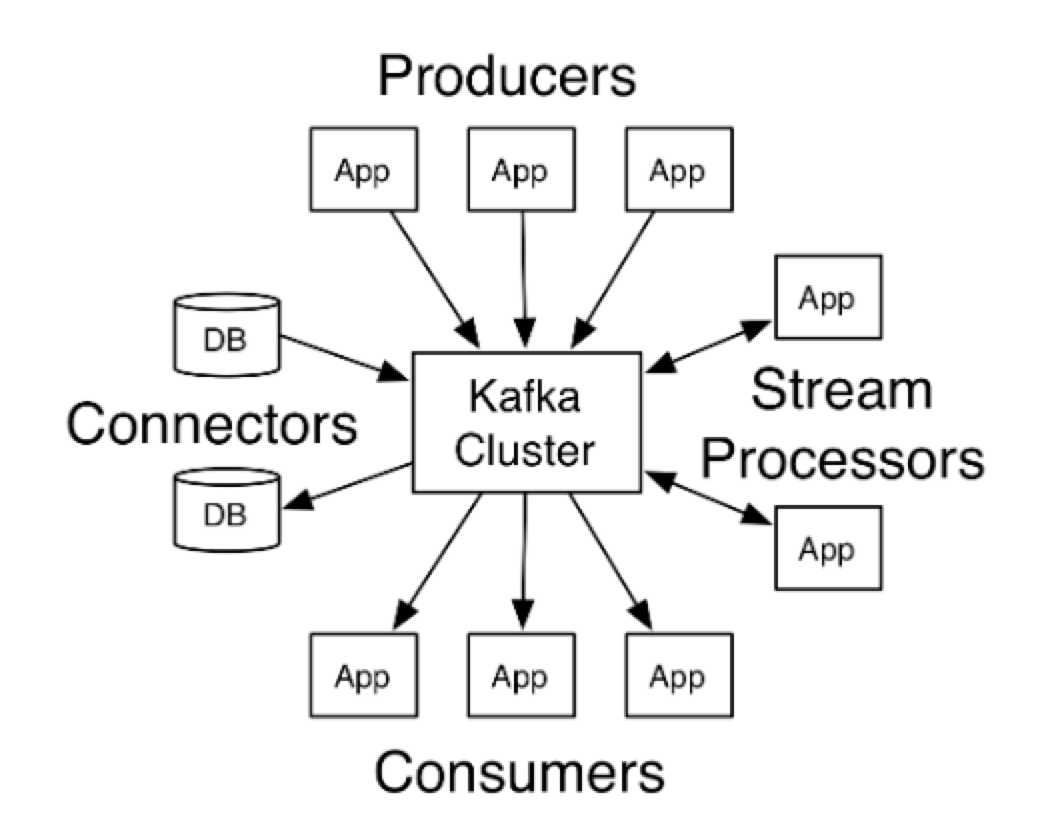 Producers
App
App
App
App
DB
Kafka
Cluster
Stream
Processors
Connectors
DB
App
App
App
App
Consumers